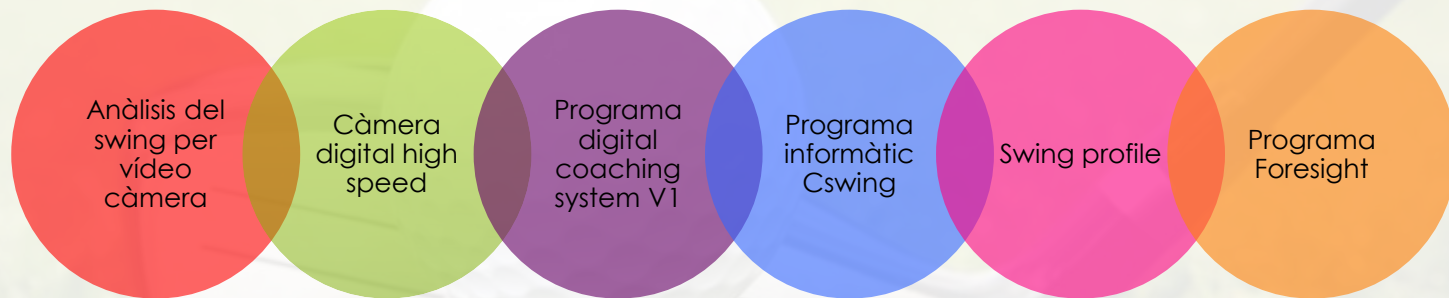 Anàlisis del
swing per
vídeo
càmera
Càmera
digital high
speed
Programa
digital
coaching
system V1
Programa
informàtic
Cswing
Swing profile
Programa
Foresight